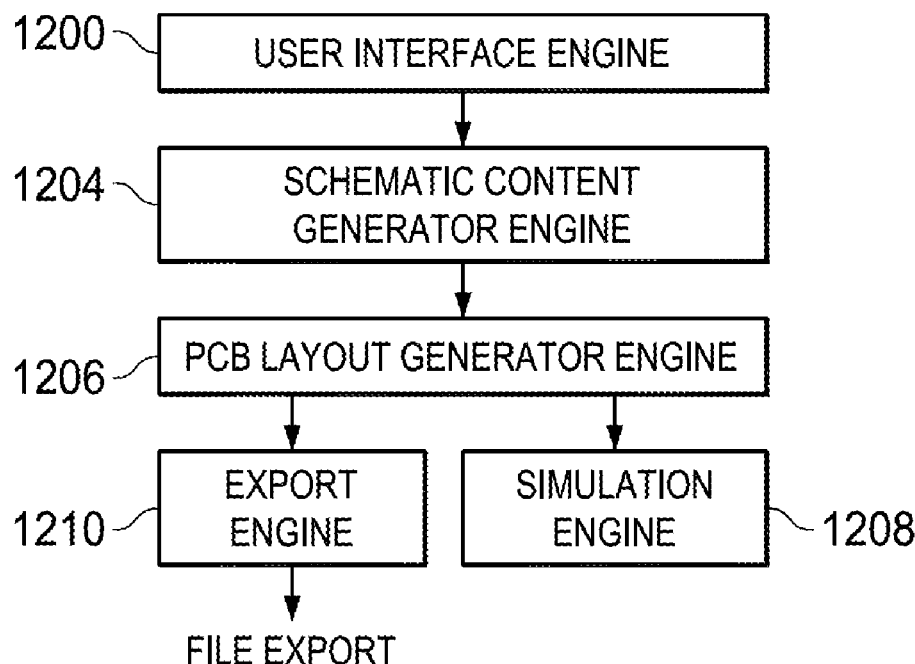 1200
USER INTERFACE ENGINE
1204
SCHEMATIC CONTENT
GENERATOR ENGINE
1206
PCB LAYOUT GENERATOR ENGINE
1210
EXPORT
ENGINE
SIMULATION
ENGINE
1208
FILE EXPORT